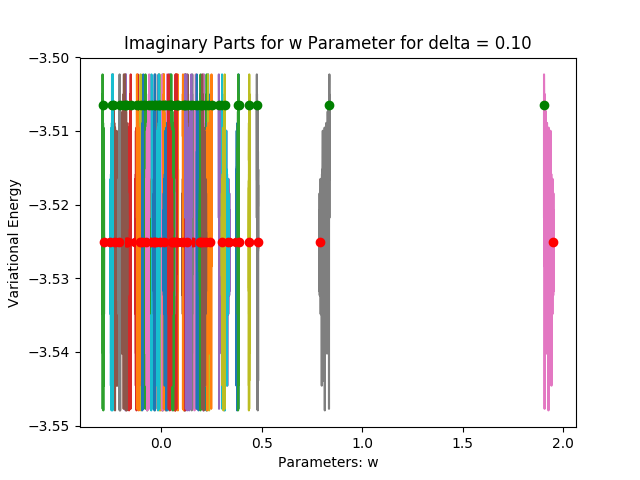 Imaginary Parts for w Parameter for delta = 0.10
Variational Energy
−3.50
−3.51
−3.52
−3.53
−3.54
−3.55
0.0 0.5 1.0 1.5 2.0
Parameters: w